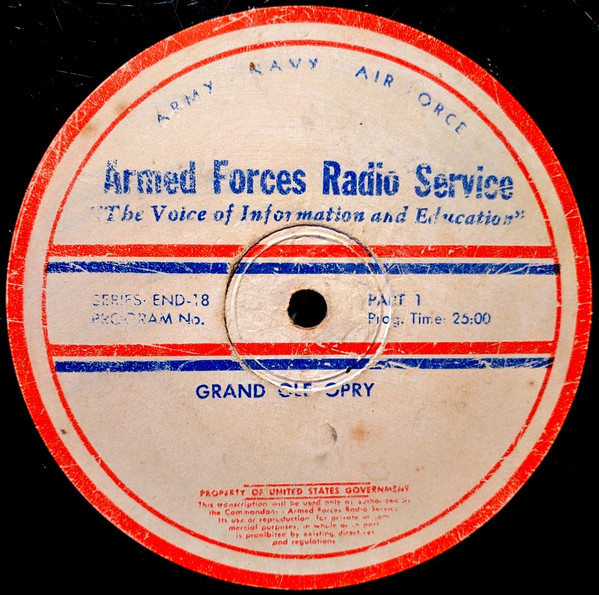 ARMY NAVY AIR FORCE
Armed Forces Radio Service
"The Voice of Information and Education"
SERIES: END-18
PROGRAM No.
PART 1
Prog. Time: 25:00
GRAND OLE OPRY
PROPERTY OF UNITED STATES GOVERNMENT
This transcription will be used only as authorized by
the Commandant - Armed Forces Radio Service
Its use or reproduction for private or com-
mercial purposes, in whole or in part
is prohibited by existing directives
and regulations